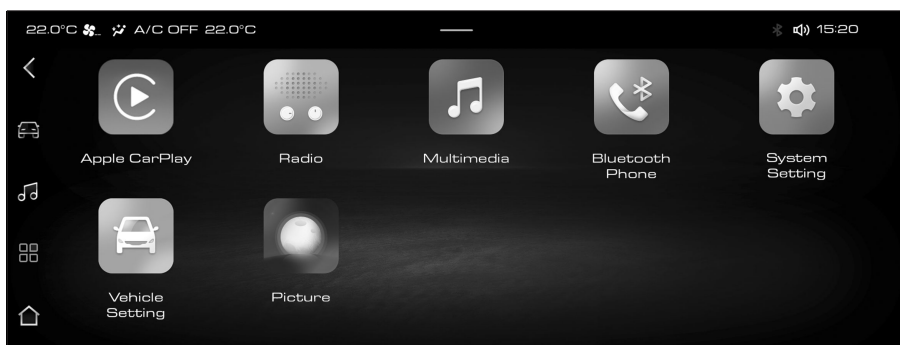 22.0°C A/C OFF 22.0°C 15:20
Apple CarPlay Radio Multimedia Bluetooth Phone System Setting
Vehicle Setting Picture